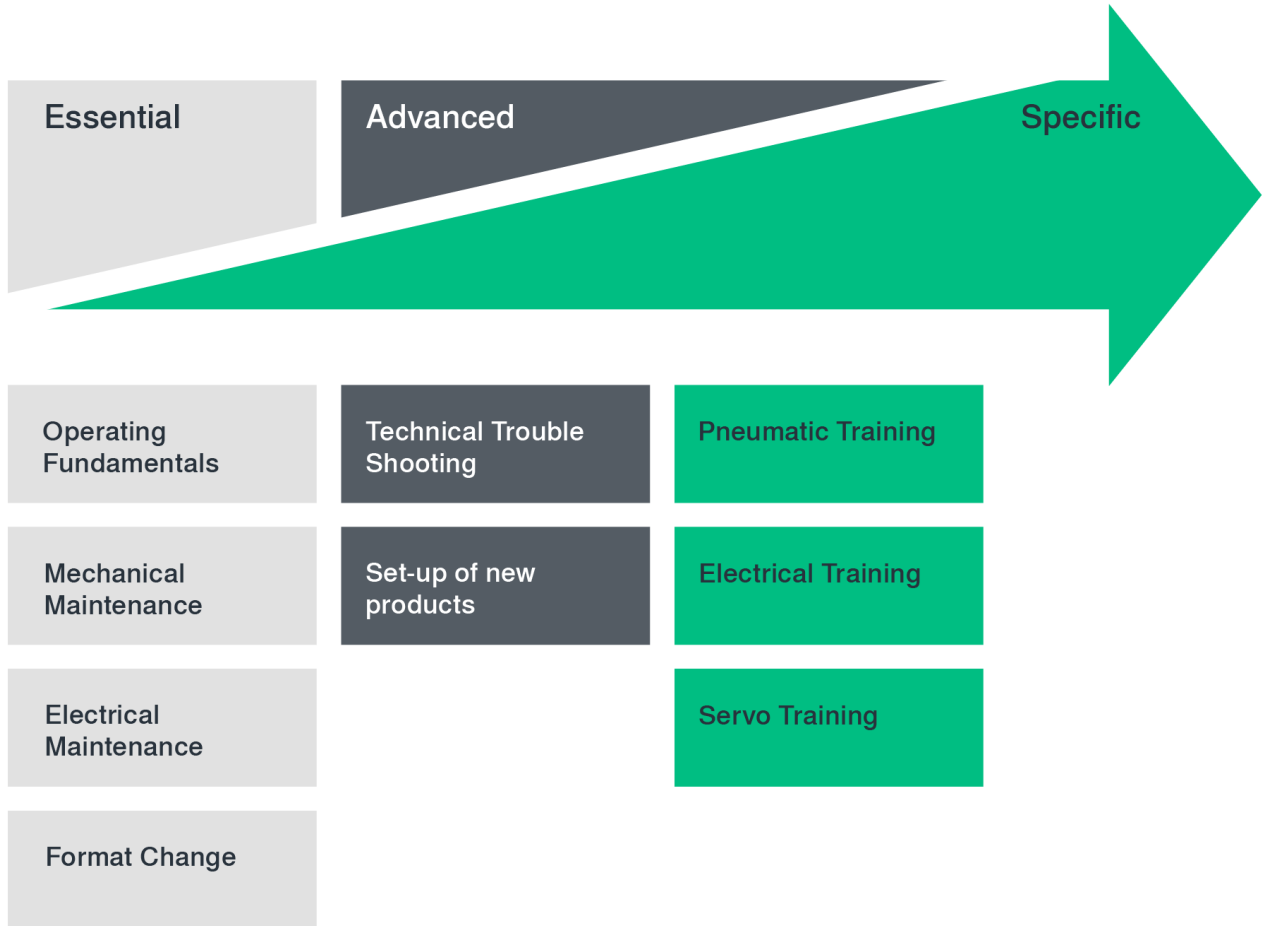 Essential
Advanced
Specific
Operating
Fundamentals
Technical Trouble
Shooting
Pneumatic Training
Mechanical
Maintenance
Set-up of new
products
Electrical Training
Electrical
Maintenance
Servo Training
Format Change